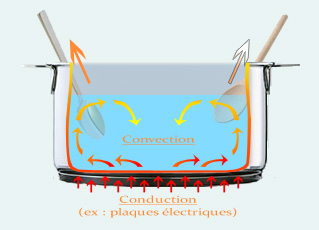 Convection
Conduction
(ex : plaques électriques)